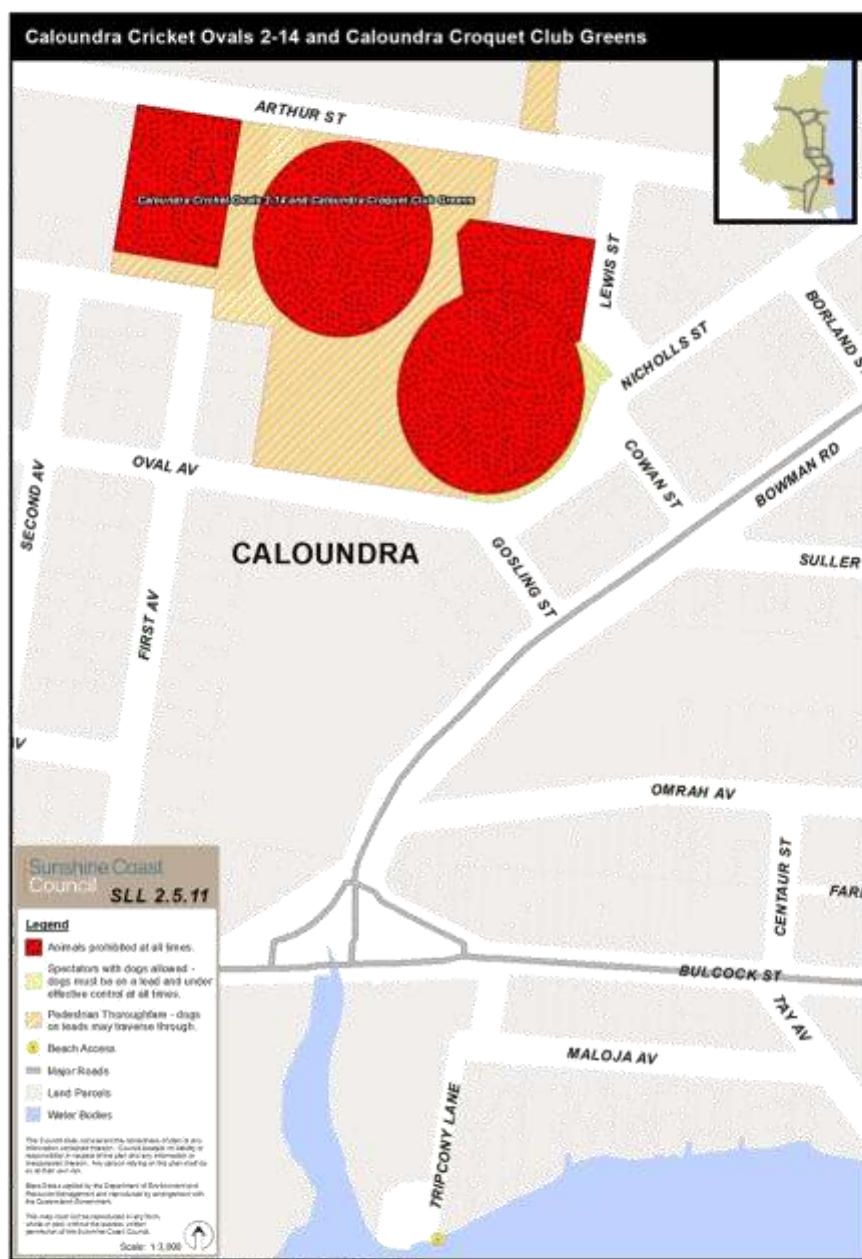 Caloundra Cricket Ovals 2-14 and Caloundra Croquet Club Greens
ARTHUR ST
Caloundra Cricket Ovals 2-14 and Caloundra Croquet Club Greens
LEWIS ST
BORLAND S
NICHOLLS ST
COWAN ST
BOWMAN RD
SECOND AV
OVAL AV
GOSLING ST
SULLER
CALOUNDRA
FIRST AV
V
OMRAH AV
CENTAUR ST
FARI
BULCOCK ST
TAY AV
MALOJA AV
TRIPCONY LANE
Sunshine Coast
Council SLL 2.5.11
Legend
Animals prohibited at all times.
Spectators with dogs allowed -
dogs must be on a lead and under
effective control at all times.
Pedestrian Thoroughfare - dogs
on leads may traverse through.
Beach Access
Major Roads
Land Parcels
Water Bodies
Scale: 1:3,000